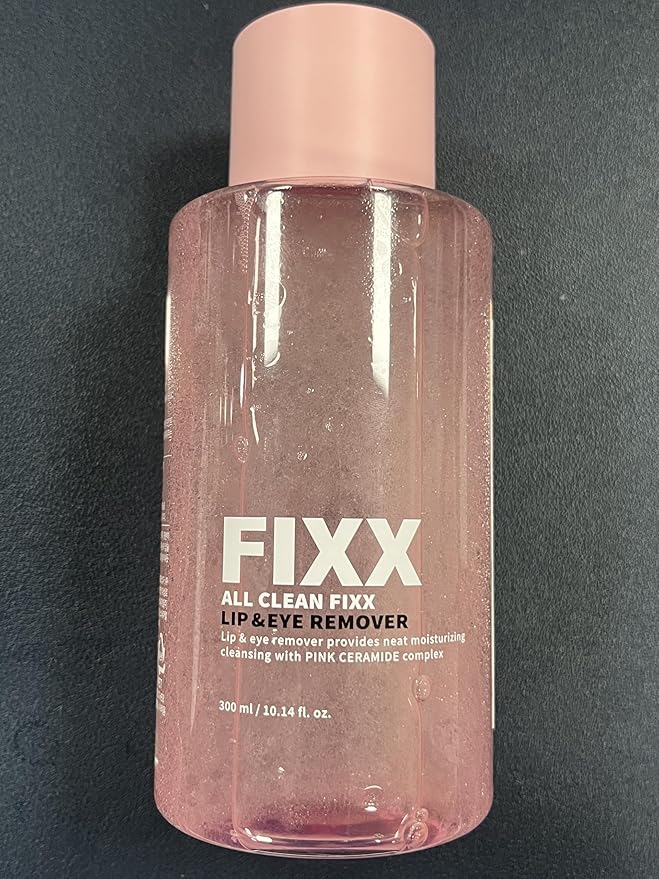 FIXX
ALL CLEAN FIXX
LIP & EYE REMOVER
Lip & eye remover provides neat moisturizing
cleansing with PINK CERAMIDE complex
300 ml / 10.14 fl. oz.